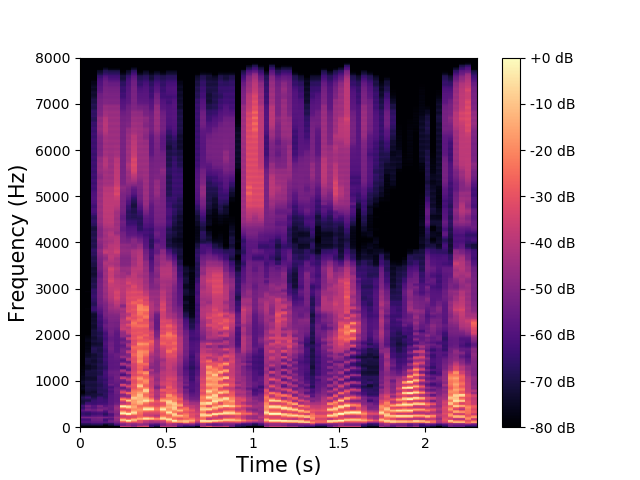 8000
7000
6000
5000
4000
3000
2000
1000
0
Frequency (Hz)
0 0.5 1 1.5 2
Time (s)
+0 dB
-10 dB
-20 dB
-30 dB
-40 dB
-50 dB
-60 dB
-70 dB
-80 dB